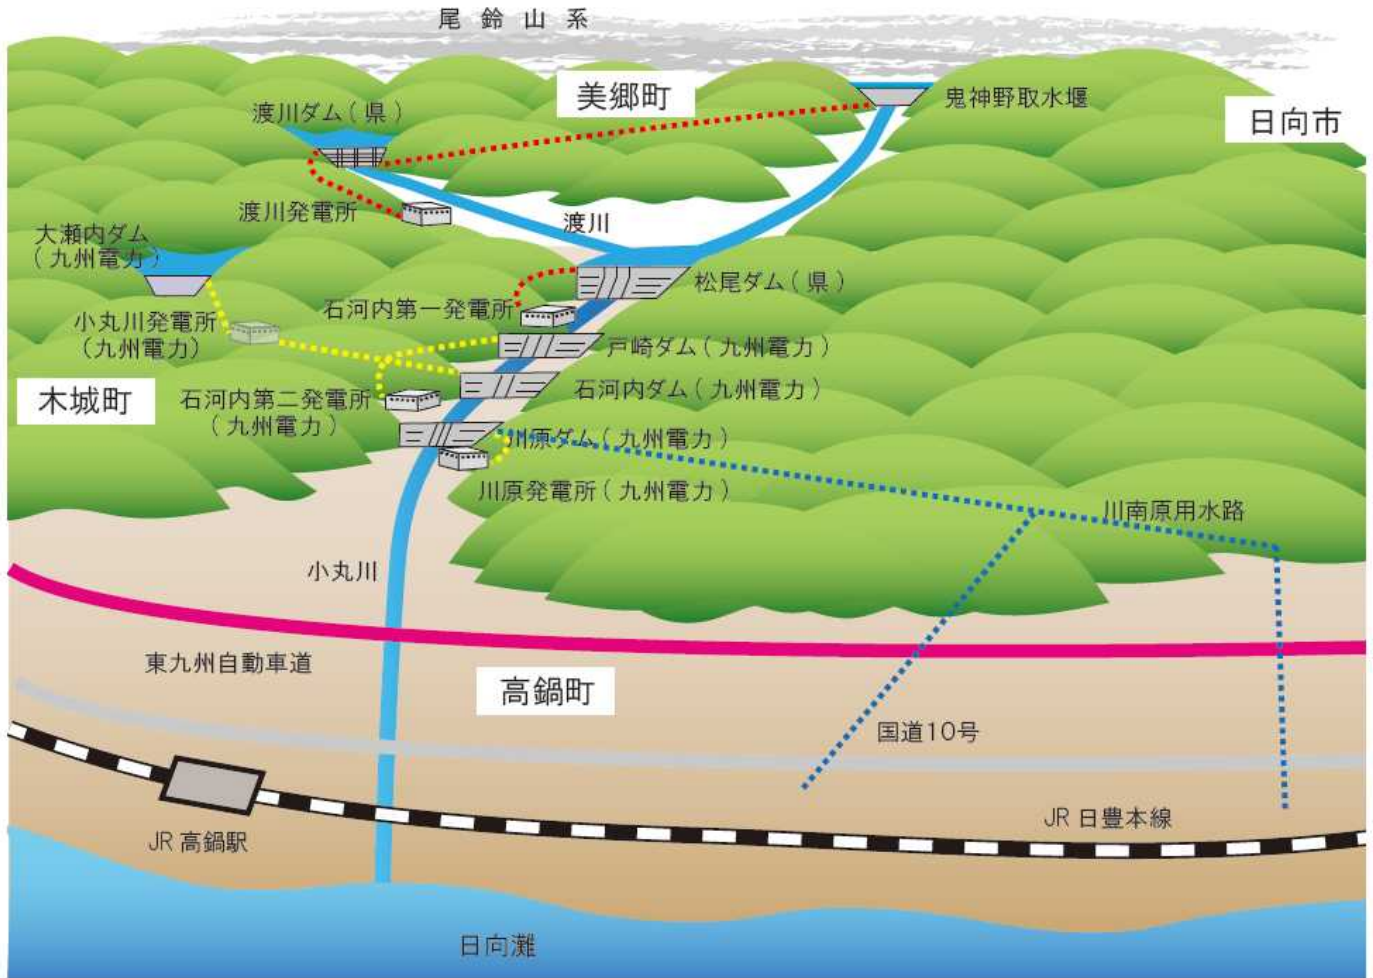 尾鈴山系
美郷町
鬼神野取水堰
渡川ダム(県)
日向市
渡川発電所
渡川
大瀬内ダム
(九州電力)
松尾ダム(県)
石河内第一発電所
小丸川発電所
(九州電力)
戸崎ダム(九州電力)
石河内ダム(九州電力)
木城町
石河内第二発電所
(九州電力)
川原ダム(九州電力)
川原発電所(九州電力)
川南原用水路
小丸川
東九州自動車道
高鍋町
国道10号
JR日豊本線
JR高鍋駅
日向灘